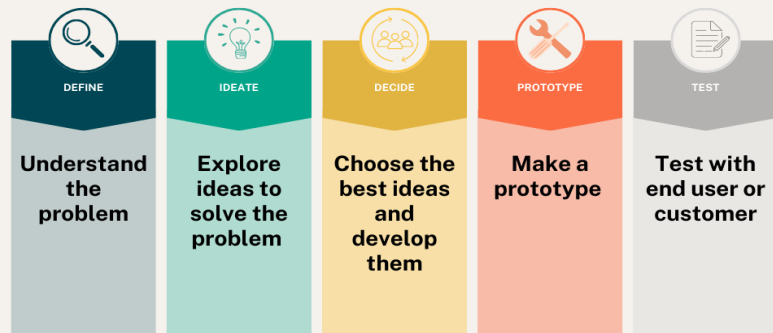 DEFINE
Understand
the
problem
IDEATE
Explore
ideas to
solve the
problem
DECIDE
Choose the
best ideas
and
develop
them
PROTOTYPE
Make a
prototype
TEST
Test with
end user or
customer